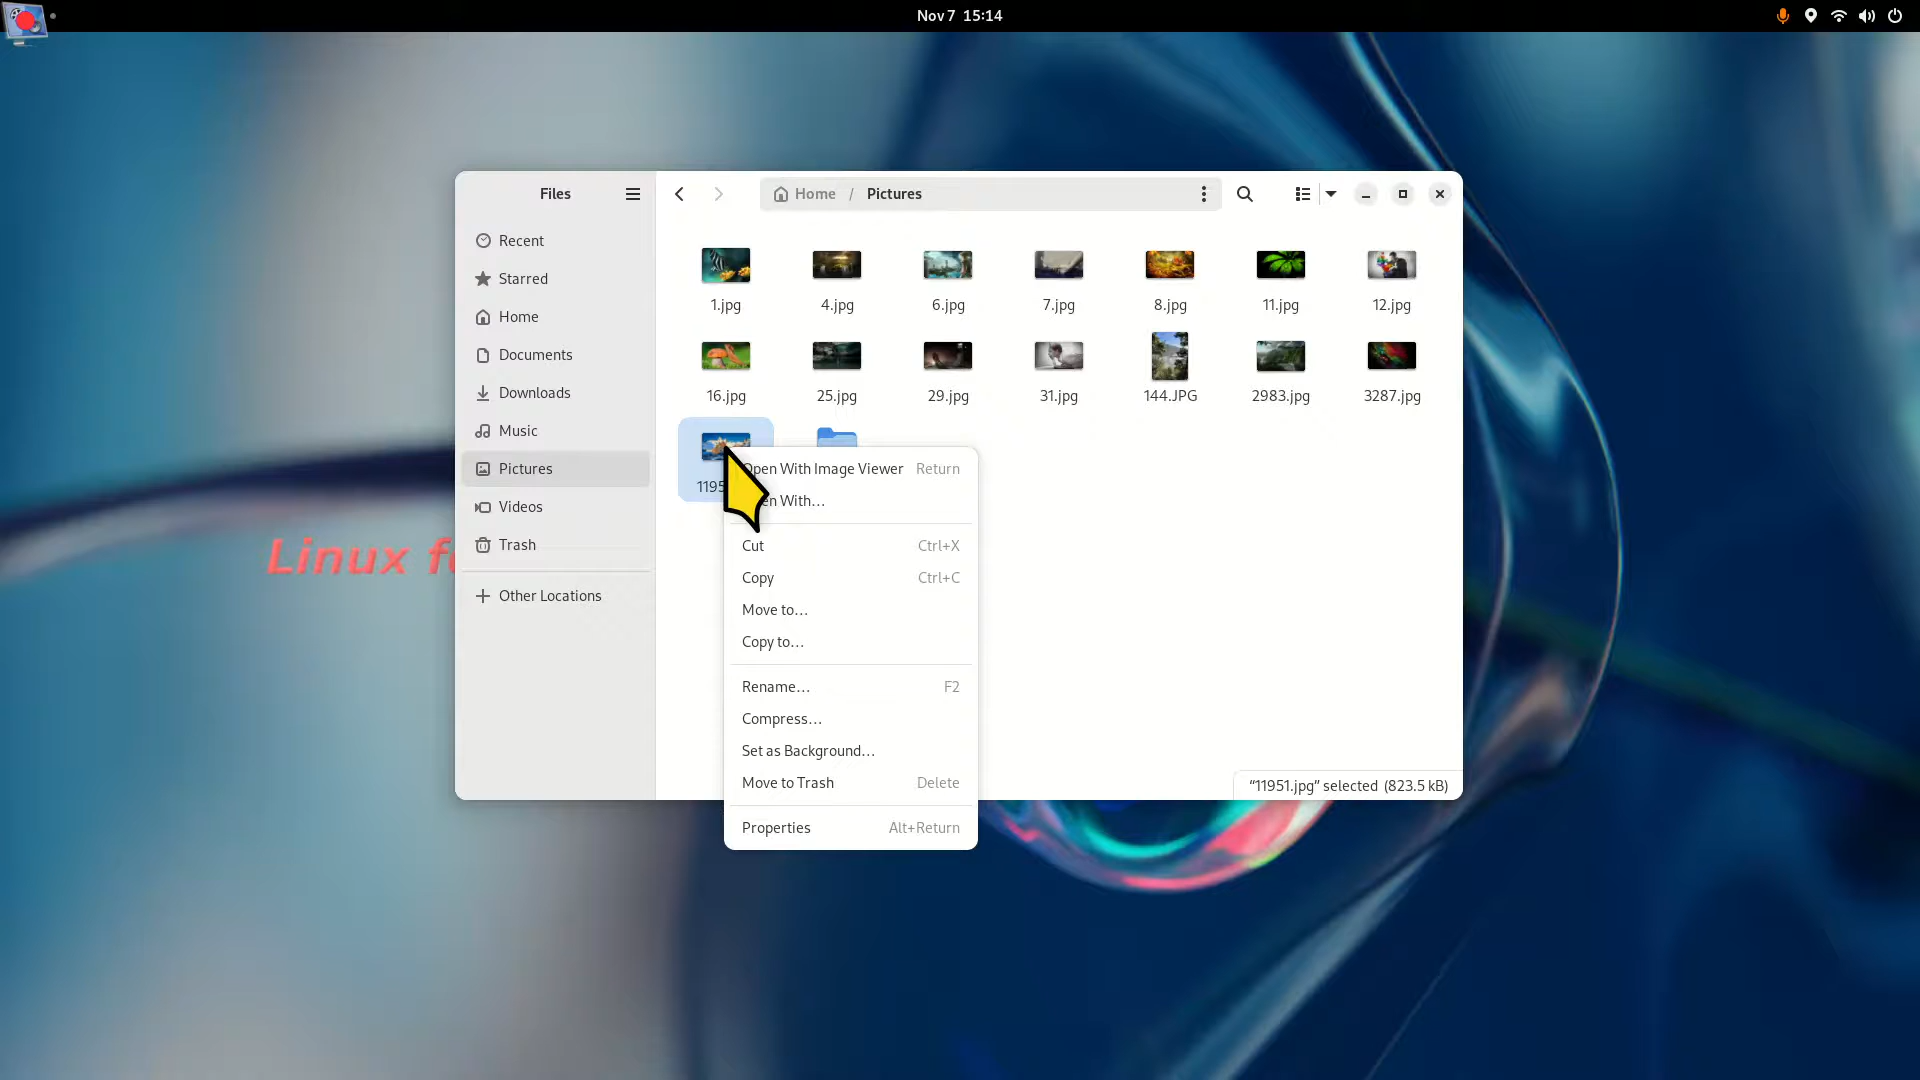 Nov 7 15:14
Files
Home / Pictures
Recent
Starred
Home
Documents
Downloads
Music
Pictures
Videos
Trash
Other Locations
1.jpg 4.jpg 6.jpg 7.jpg 8.jpg 11.jpg 12.jpg
16.jpg 25.jpg 29.jpg 31.jpg 144.JPG 2983.jpg 3287.jpg
1195
Open With Image Viewer Return
en With…
Cut Ctrl+X
Copy Ctrl+C
Move to…
Copy to…
Rename… F2
Compress…
Set as Background…
Move to Trash Delete
Properties Alt+Return
“11951.jpg” selected (823.5 kB)
Linux f